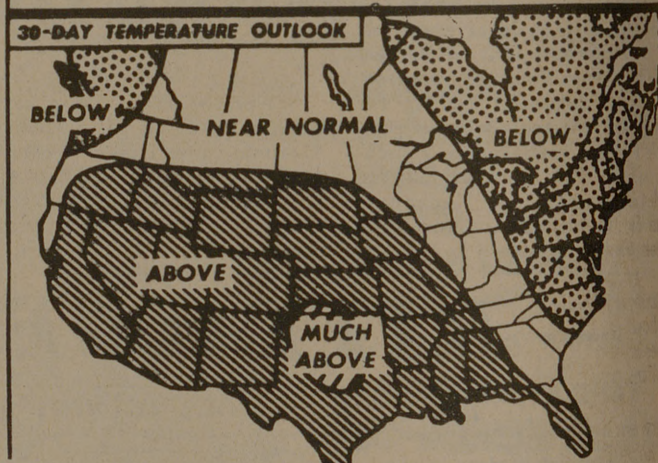 30-DAY TEMPERATURE OUTLOOK
BELOW
NEAR NORMAL
BELOW
ABOVE
MUCH
ABOVE